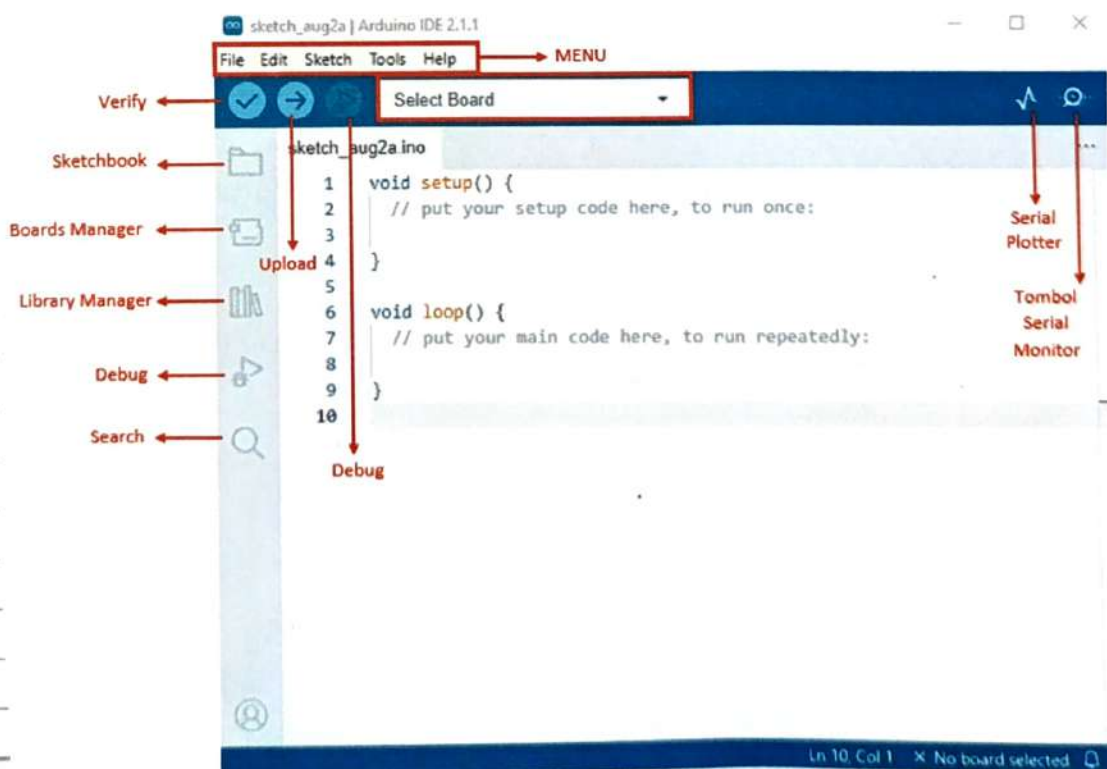 sketch_aug2a | Arduino IDE 2.1.1
File Edit Sketch Tools Help
MENU
Verify
Select Board
Sketchbook
sketch_aug2a.ino
...
1 void setup() {
2 // put your setup code here, to run once:
3
Boards Manager
Upload
4 }
5
Library Manager
6 void loop() {
7 // put your main code here, to run repeatedly:
8
Debug
9 }
10
Search
Debug
Serial
Plotter
Tombol
Serial
Monitor
Ln 10, Col 1 × No board selected